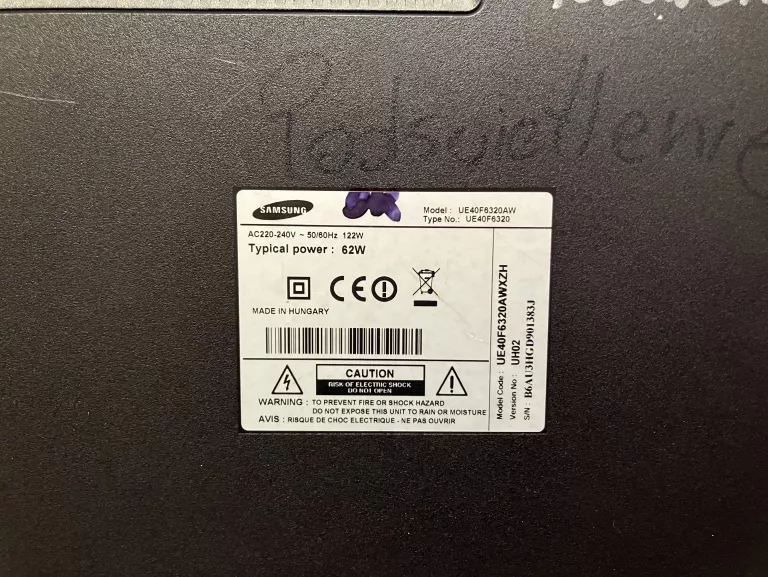 Podswietlenie
SAMSUNG
Model : UE40F6320AW
Type No.: UE40F6320
AC220-240V ~ 50/60Hz 122W
Typical power : 62W
CE
MADE IN HUNGARY
CAUTION
RISK OF ELECTRIC SHOCK
DO NOT OPEN
WARNING : TO PREVENT FIRE OR SHOCK HAZARD
DO NOT EXPOSE THIS UNIT TO RAIN OR MOISTURE
AVIS : RISQUE DE CHOC ELECTRIQUE - NE PAS OUVRIR
Model Code : UE40F6320AWXZH
Version No : UH02
S/N : B6AU3HGD901383J